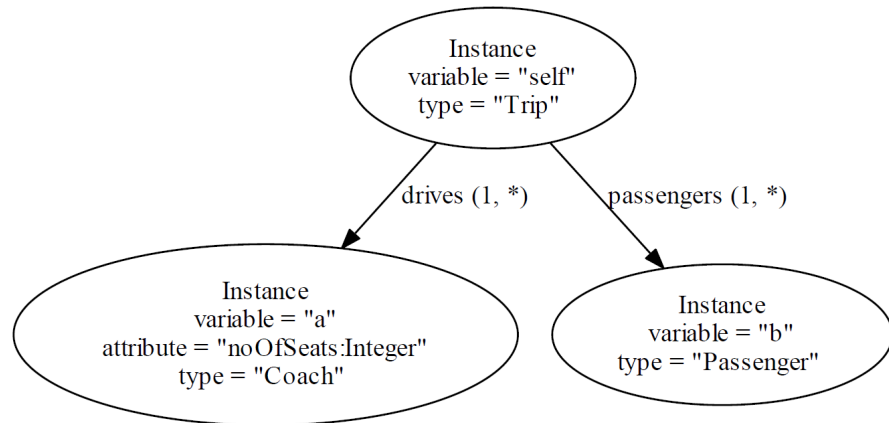 Instance
variable = "self"
type = "Trip"
drives (1, *)
passengers (1, *)
Instance
variable = "a"
attribute = "noOfSeats:Integer"
type = "Coach"
Instance
variable = "b"
type = "Passenger"